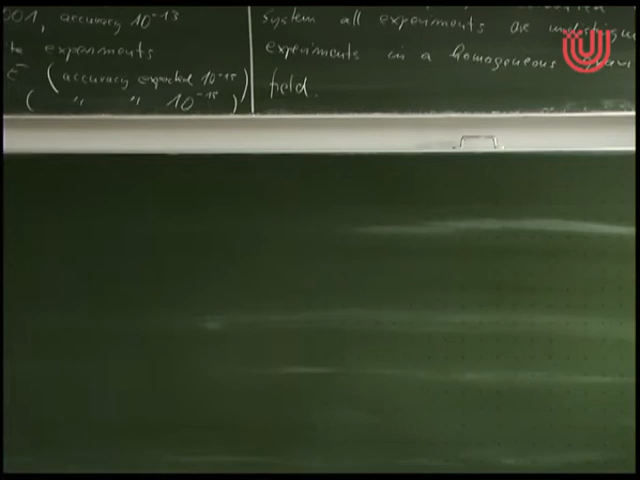 001, accuracy 10⁻¹³
experiments
(accuracy expected 10⁻¹⁵)
( " " 10⁻¹⁸ )
system all experiments are
experiments in a homogeneous
field.